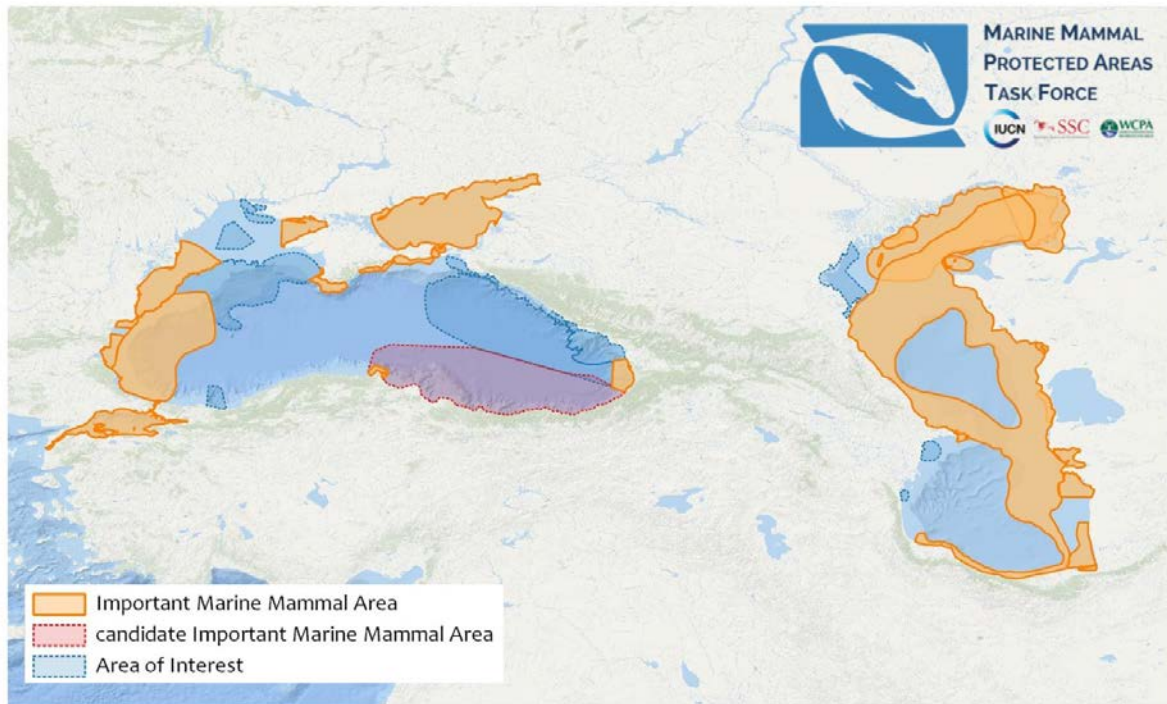 MARINE MAMMAL
PROTECTED AREAS
TASK FORCE
IUCN SSC WCPA
Important Marine Mammal Area
candidate Important Marine Mammal Area
Area of Interest